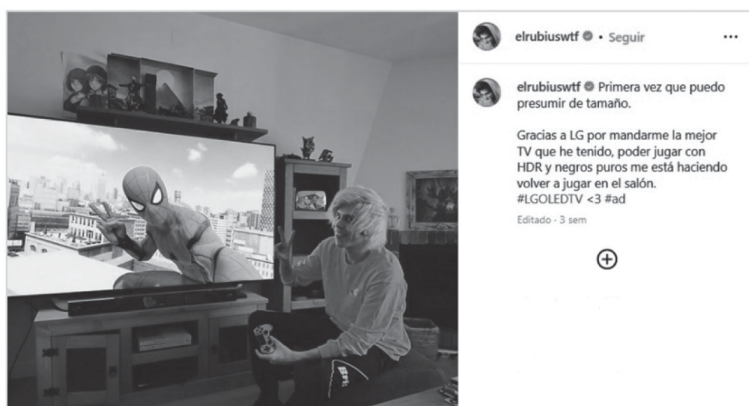 elrubiuswtf • Seguir
elrubiuswtf Primera vez que puedo
presumir de tamaño.
Gracias a LG por mandarme la mejor
TV que he tenido, poder jugar con
HDR y negros puros me está haciendo
volver a jugar en el salón.
#LGOLEDTV <3 #ad
Editado - 3 sem